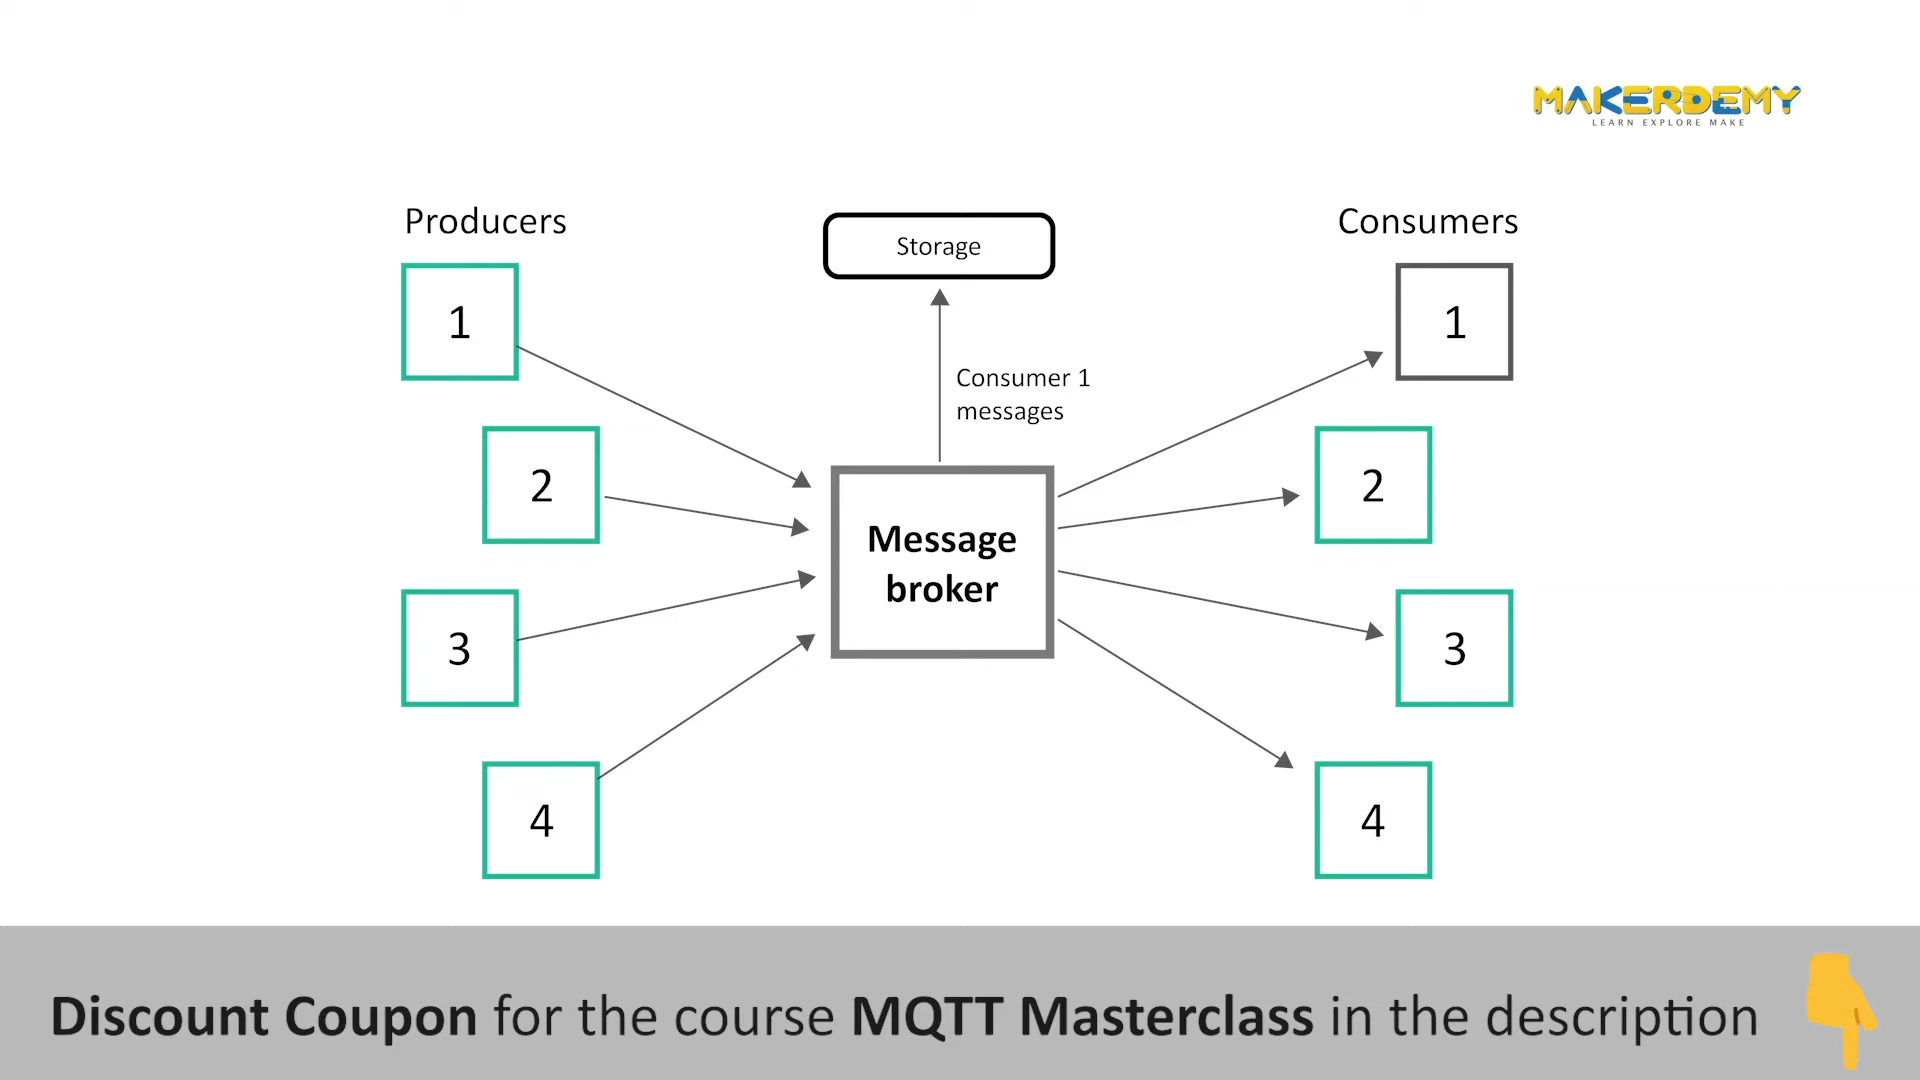 MAKERDEMY
LEARN EXPLORE MAKE
Producers
Storage
Consumers
1
1
Consumer 1
messages
2
2
Message
broker
3
3
4
4
Discount Coupon for the course MQTT Masterclass in the description